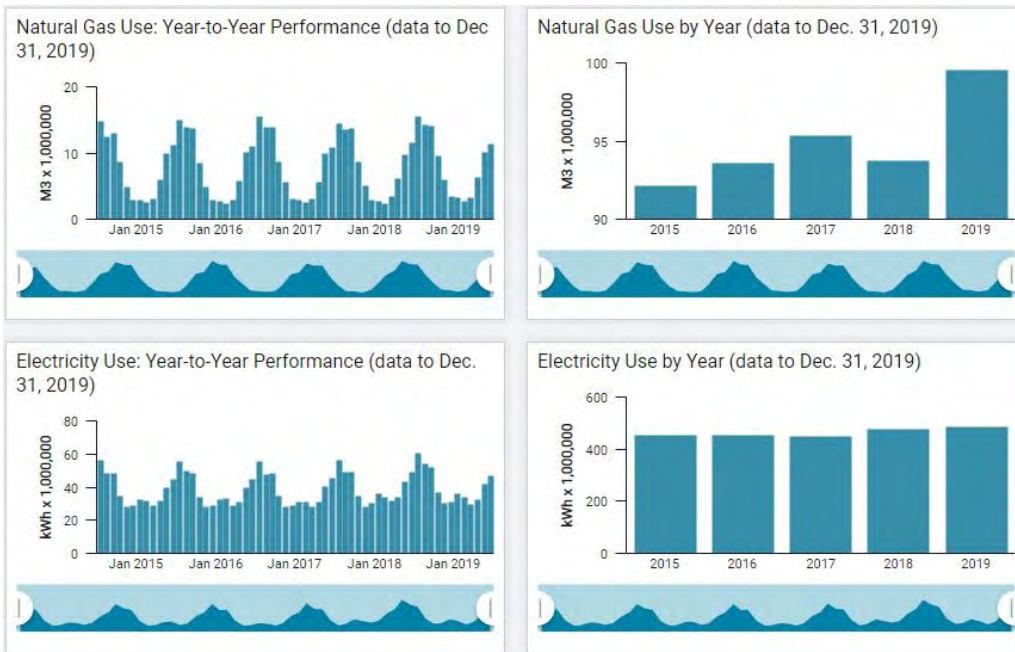 Natural Gas Use: Year-to-Year Performance (data to Dec
31, 2019)
M3 x 1,000,000
20
10
0
Jan 2015 Jan 2016 Jan 2017 Jan 2018 Jan 2019
Natural Gas Use by Year (data to Dec. 31, 2019)
M3 x 1,000,000
100
95
90
2015 2016 2017 2018 2019
Electricity Use: Year-to-Year Performance (data to Dec.
31, 2019)
kWh x 1,000,000
80
60
40
20
0
Jan 2015 Jan 2016 Jan 2017 Jan 2018 Jan 2019
Electricity Use by Year (data to Dec. 31, 2019)
kWh x 1,000,000
600
400
200
0
2015 2016 2017 2018 2019